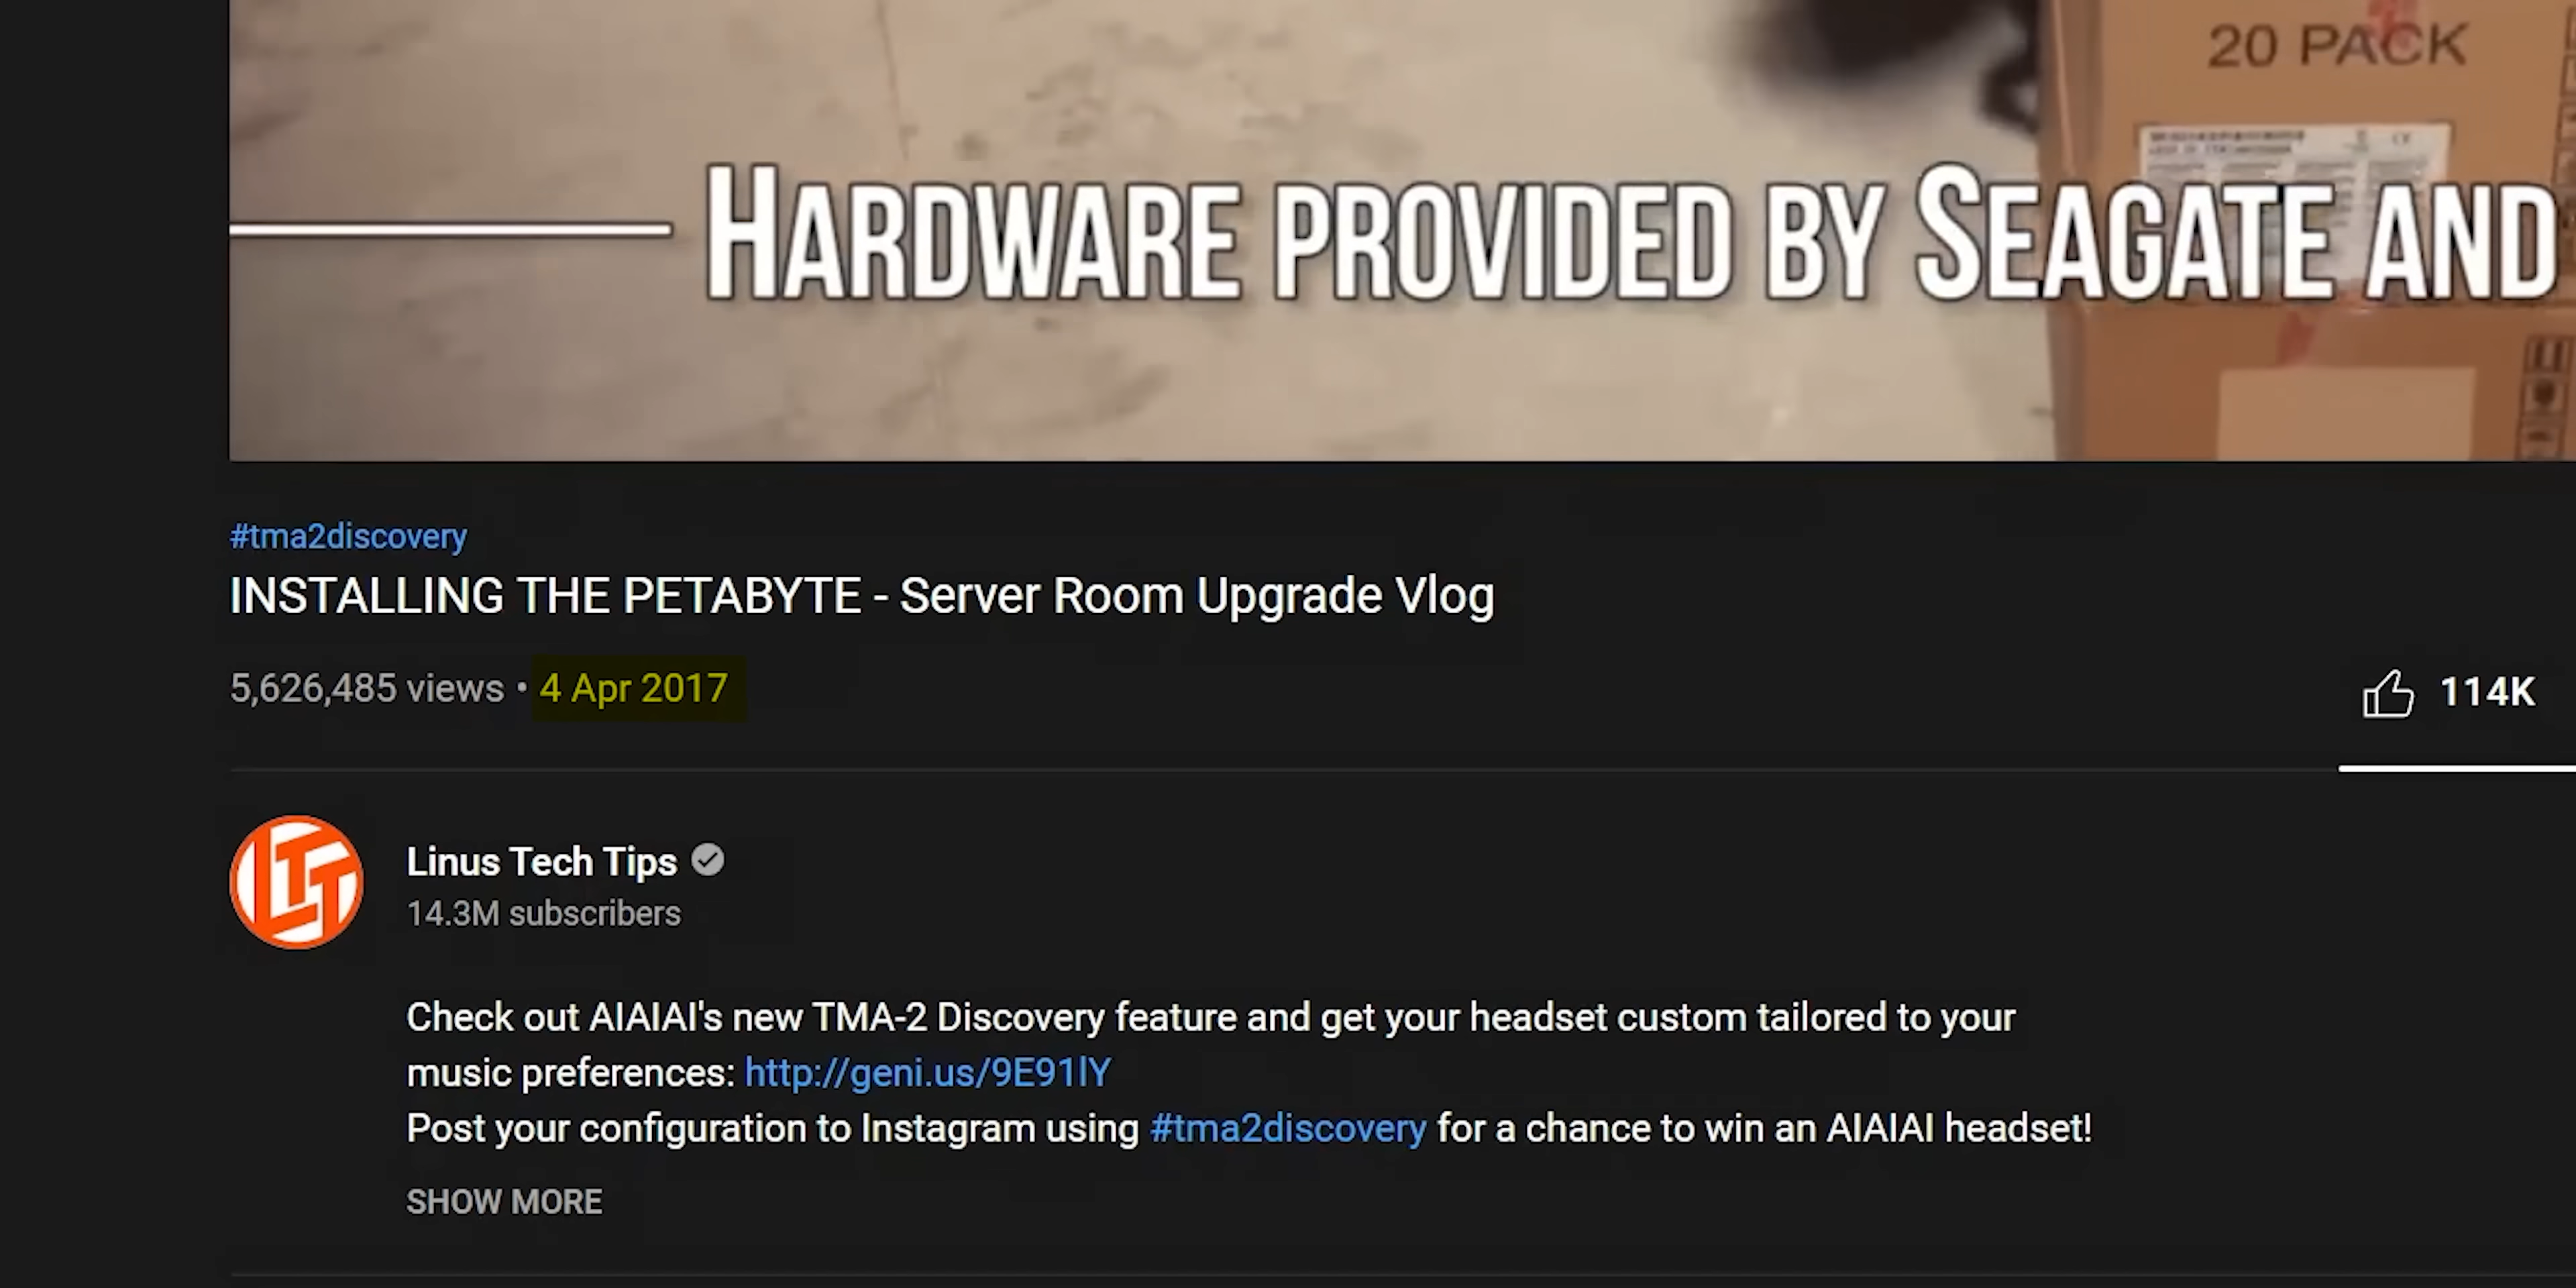 20 PACK
HARDWARE PROVIDED BY SEAGATE AND
#tma2discovery
INSTALLING THE PETABYTE - Server Room Upgrade Vlog
5,626,485 views • 4 Apr 2017
114K
LTT
Linus Tech Tips
14.3M subscribers
Check out AIAIAI's new TMA-2 Discovery feature and get your headset custom tailored to your
music preferences: http://geni.us/9E91lY
Post your configuration to Instagram using #tma2discovery for a chance to win an AIAIAI headset!
SHOW MORE